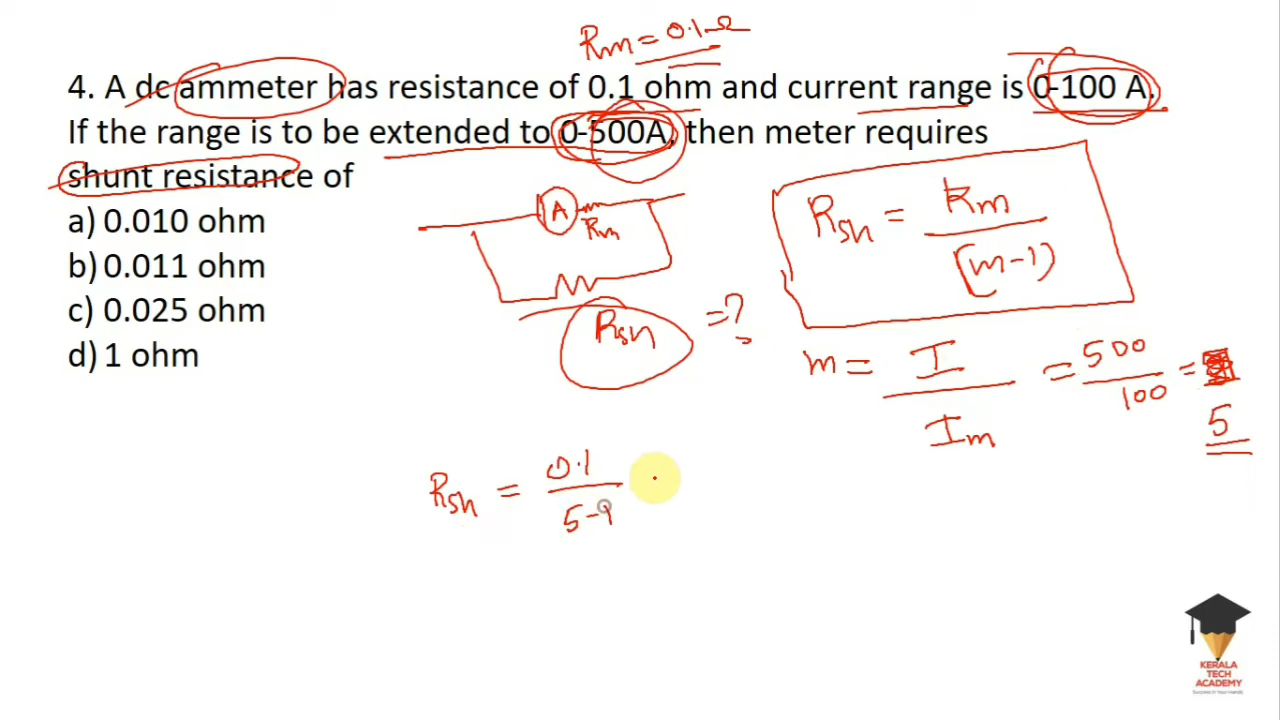 Rm = 0.1Ω
4. A dc ammeter has resistance of 0.1 ohm and current range is 0-100 A.
If the range is to be extended to 0-500A, then meter requires
shunt resistance of
a) 0.010 ohm
b) 0.011 ohm
c) 0.025 ohm
d) 1 ohm
A
Rm
Rsh = ?
Rsh = Rm / (m-1)
m = I / Im = 500 / 100 =
5
Rsh = 0.1 / 5-1
KERALA
TECH
ACADEMY